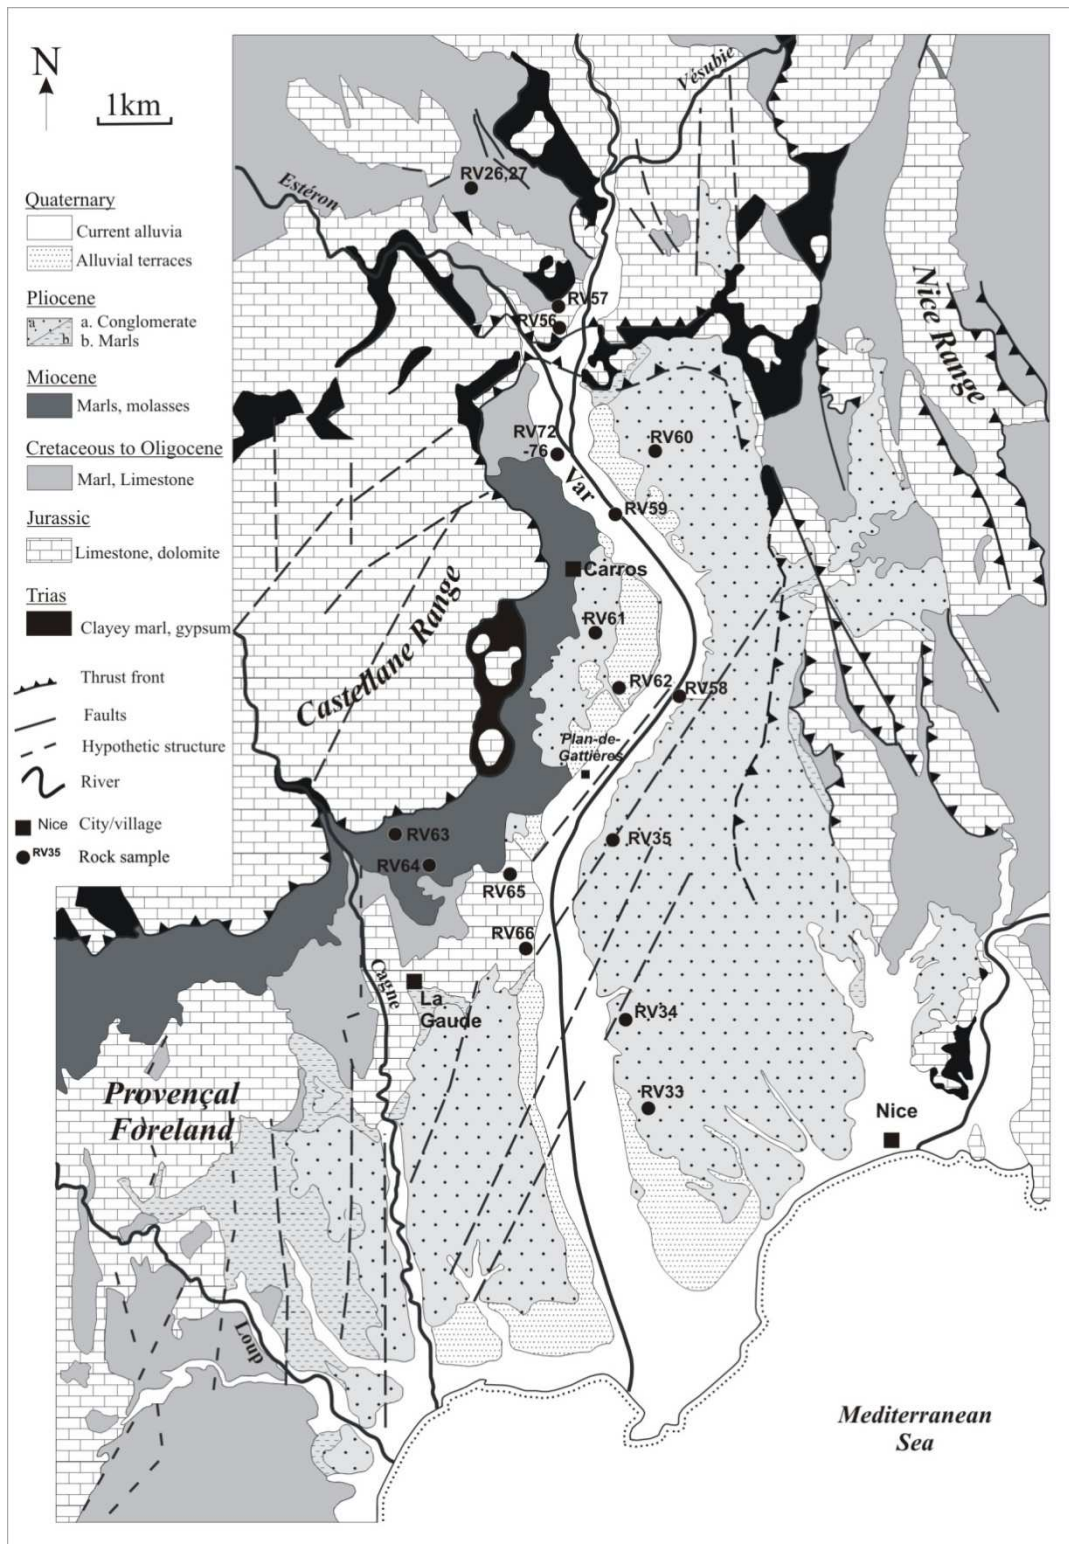 N
1km
Quaternary
Current alluvia
Alluvial terraces
Pliocene
a
b
a. Conglomerate
b. Marls
Miocene
Marls, molasses
Cretaceous to Oligocene
Marl, Limestone
Jurassic
Limestone, dolomite
Trias
Clayey marl, gypsum
Thrust front
Faults
Hypothetic structure
River
Nice City/village
RV35 Rock sample
Vésubie
RV26,27
Estéron
RV57
RV56
Nice Range
RV72
-76
RV60
Var
RV59
Carros
RV61
Castellane Range
RV62
RV58
Plan-de-
Gattières
RV63
RV35
RV64
RV65
RV66
Cagne
La
Gaude
RV34
Provençal
Foreland
RV33
Nice
Loup
Mediterranean
Sea